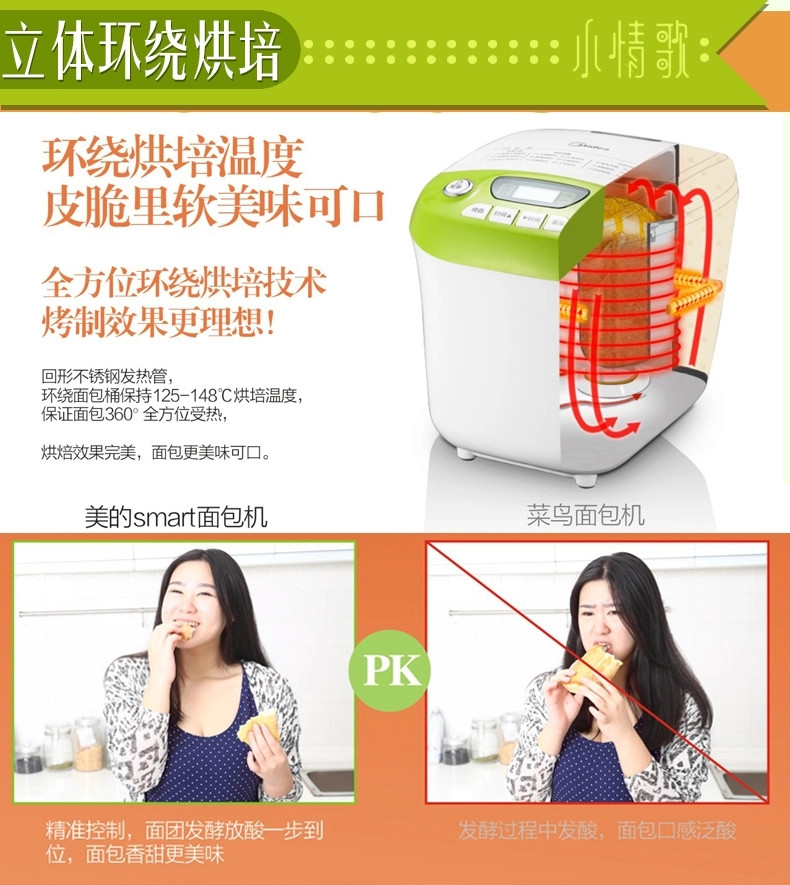 立体环绕烘培
小情歌
环绕烘培温度
皮脆里软美味可口
Midea
全方位环绕烘培技术
烤制效果更理想！
回形不锈钢发热管，
环绕面包桶保持125-148℃烘培温度，
保证面包360° 全方位受热，
烘焙效果完美，面包更美味可口。
美的smart面包机
菜鸟面包机
PK
精准控制，面团发酵放酸一步到
位，面包香甜更美味
发酵过程中发酸，面包口感泛酸